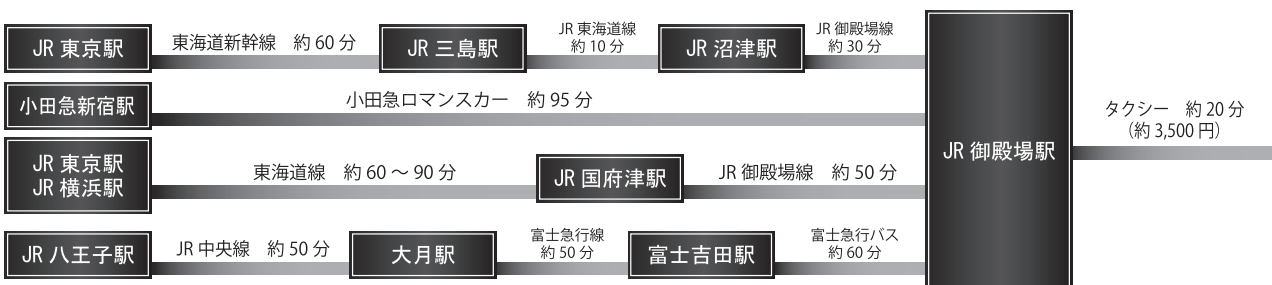 JR 東京駅
東海道新幹線　約 60 分
JR 三島駅
JR 東海道線
約 10 分
JR 沼津駅
JR 御殿場線
約 30 分
小田急新宿駅
小田急ロマンスカー　約 95 分
JR 東京駅
JR 横浜駅
東海道線　約 60 〜 90 分
JR 国府津駅
JR 御殿場線　約 50 分
JR 八王子駅
JR 中央線　約 50 分
大月駅
富士急行線
約 50 分
富士吉田駅
富士急行バス
約 60 分
JR 御殿場駅
タクシー　約 20 分
（約 3,500 円）